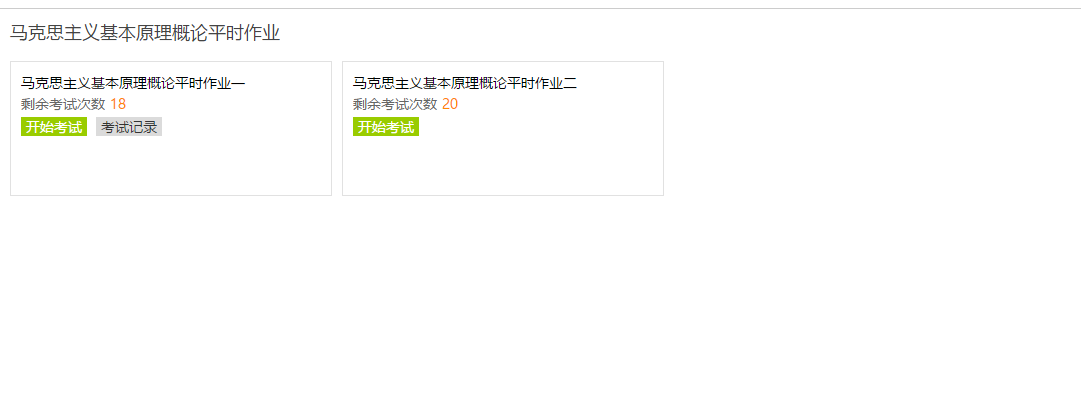 马克思主义基本原理概论平时作业
马克思主义基本原理概论平时作业一
剩余考试次数 18
开始考试 考试记录
马克思主义基本原理概论平时作业二
剩余考试次数 20
开始考试